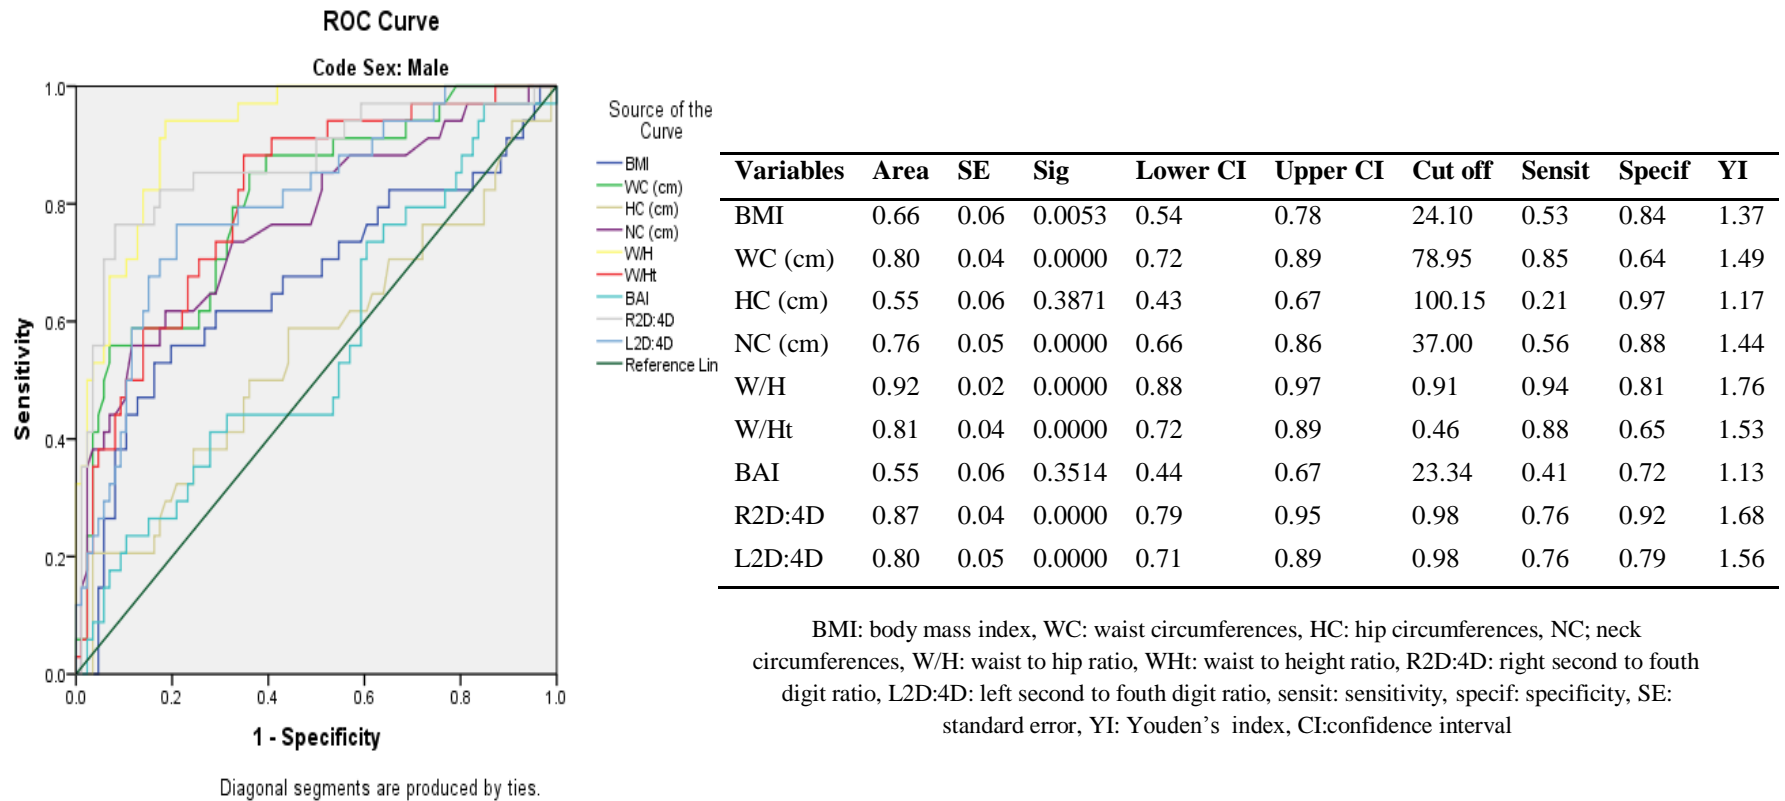 ROC Curve
Code Sex: Male
1.0
0.8
0.6
0.4
0.2
0.0
Sensitivity
0.0 0.2 0.4 0.6 0.8 1.0
1 - Specificity
Diagonal segments are produced by ties.
Source of the
Curve
BMI
WC (cm)
HC (cm)
NC (cm)
W/H
W/Ht
BAI
R2D:4D
L2D:4D
Reference Lin
Variables Area SE Sig Lower CI Upper CI Cut off Sensit Specif YI
BMI 0.66 0.06 0.0053 0.54 0.78 24.10 0.53 0.84 1.37
WC (cm) 0.80 0.04 0.0000 0.72 0.89 78.95 0.85 0.64 1.49
HC (cm) 0.55 0.06 0.3871 0.43 0.67 100.15 0.21 0.97 1.17
NC (cm) 0.76 0.05 0.0000 0.66 0.86 37.00 0.56 0.88 1.44
W/H 0.92 0.02 0.0000 0.88 0.97 0.91 0.94 0.81 1.76
W/Ht 0.81 0.04 0.0000 0.72 0.89 0.46 0.88 0.65 1.53
BAI 0.55 0.06 0.3514 0.44 0.67 23.34 0.41 0.72 1.13
R2D:4D 0.87 0.04 0.0000 0.79 0.95 0.98 0.76 0.92 1.68
L2D:4D 0.80 0.05 0.0000 0.71 0.89 0.98 0.76 0.79 1.56
BMI: body mass index, WC: waist circumferences, HC: hip circumferences, NC; neck
circumferences, W/H: waist to hip ratio, WHt: waist to height ratio, R2D:4D: right second to fouth
digit ratio, L2D:4D: left second to fouth digit ratio, sensit: sensitivity, specif: specificity, SE:
standard error, YI: Youden’s index, CI:confidence interval